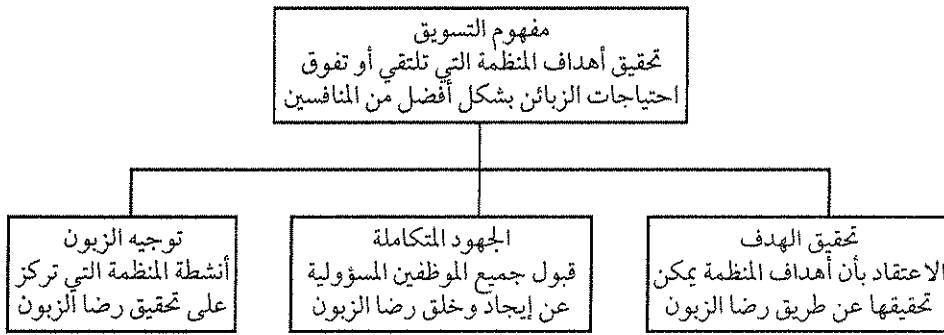 مفهوم التسويق
تحقيق أهداف المنظمة التي تلتقي أو تفوق
احتياجات الزبائن بشكل أفضل من المنافسين
تحقيق الهدف
الاعتقاد بأن أهداف المنظمة يمكن
تحقيقها عن طريق رضا الزبون
الجهود المتكاملة
قبول جميع الموظفين المسؤولية
عن إيجاد وخلق رضا الزبون
توجيه الزبون
أنشطة المنظمة التي تركز
على تحقيق رضا الزبون